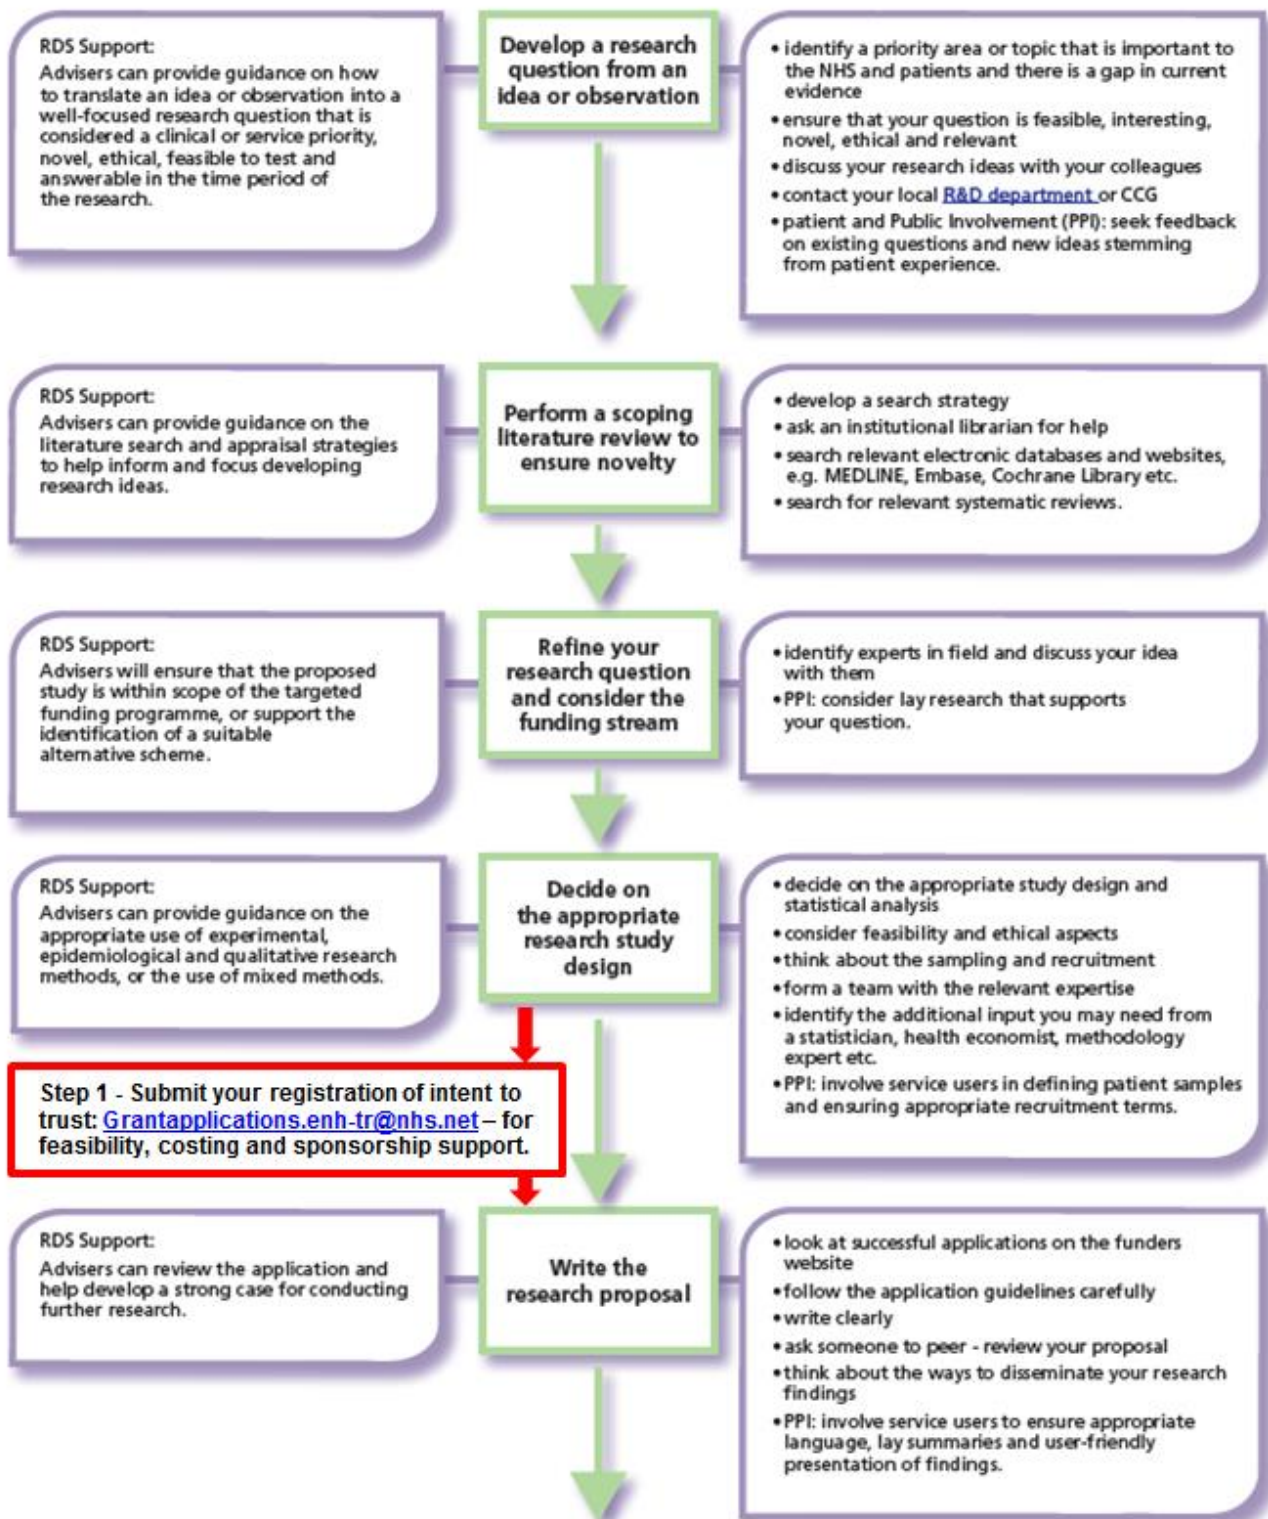 RDS Support:
Advisers can provide guidance on how
to translate an idea or observation into a
well-focused research question that is
considered a clinical or service priority,
novel, ethical, feasible to test and
answerable in the time period of
the research.
Develop a research
question from an
idea or observation
• identify a priority area or topic that is important to
the NHS and patients and there is a gap in current
evidence
• ensure that your question is feasible, interesting,
novel, ethical and relevant
• discuss your research ideas with your colleagues
• contact your local R&D department or CCG
• patient and Public Involvement (PPI): seek feedback
on existing questions and new ideas stemming
from patient experience.
RDS Support:
Advisers can provide guidance on the
literature search and appraisal strategies
to help inform and focus developing
research ideas.
Perform a scoping
literature review to
ensure novelty
• develop a search strategy
• ask an institutional librarian for help
• search relevant electronic databases and websites,
e.g. MEDLINE, Embase, Cochrane Library etc.
• search for relevant systematic reviews.
RDS Support:
Advisers will ensure that the proposed
study is within scope of the targeted
funding programme, or support the
identification of a suitable
alternative scheme.
Refine your
research question
and consider the
funding stream
• identify experts in field and discuss your idea
with them
• PPI: consider lay research that supports
your question.
RDS Support:
Advisers can provide guidance on the
appropriate use of experimental,
epidemiological and qualitative research
methods, or the use of mixed methods.
Decide on
the appropriate
research study
design
• decide on the appropriate study design and
statistical analysis
• consider feasibility and ethical aspects
• think about the sampling and recruitment
• form a team with the relevant expertise
• identify the additional input you may need from
a statistician, health economist, methodology
expert etc.
• PPI: involve service users in defining patient samples
and ensuring appropriate recruitment terms.
Step 1 - Submit your registration of intent to
trust: Grantapplications.enh-tr@nhs.net – for
feasibility, costing and sponsorship support.
RDS Support:
Advisers can review the application and
help develop a strong case for conducting
further research.
Write the
research proposal
• look at successful applications on the funders
website
• follow the application guidelines carefully
• write clearly
• ask someone to peer - review your proposal
• think about the ways to disseminate your research
findings
• PPI: involve service users to ensure appropriate
language, lay summaries and user-friendly
presentation of findings.